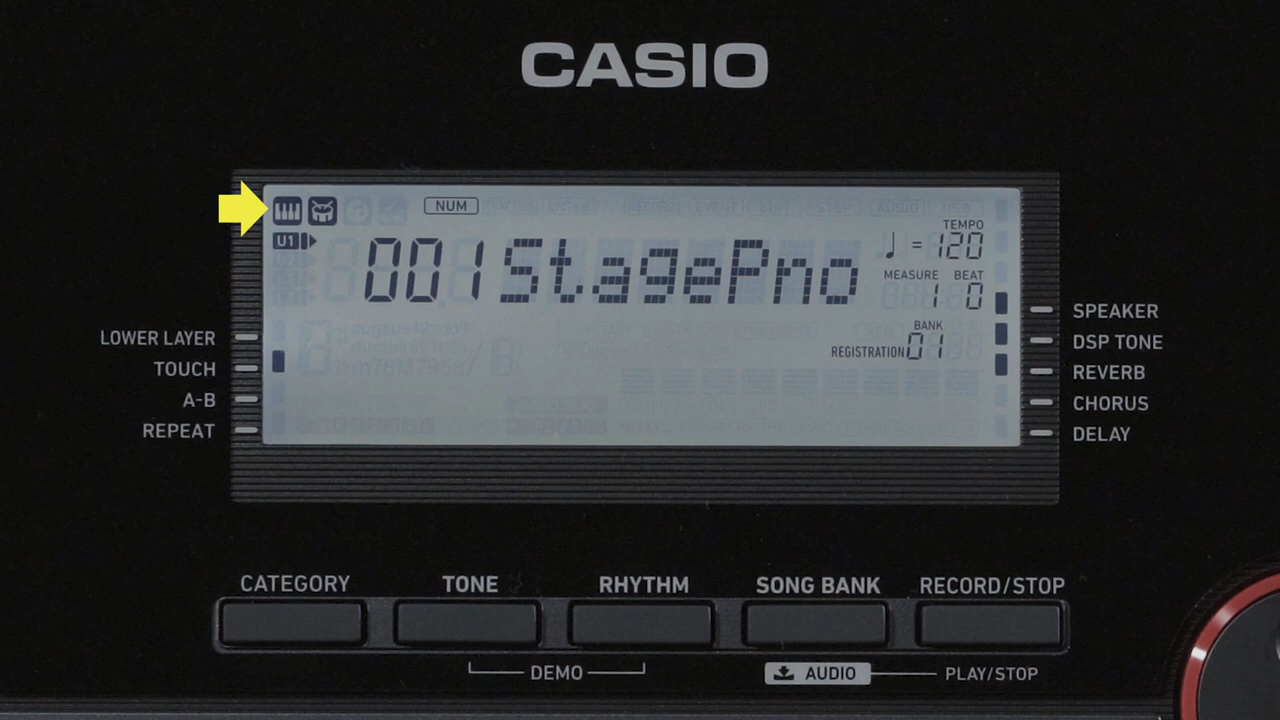 CASIO
NUM
TEMPO
U1
001 StagePno
♩ = 120
MEASURE BEAT
1 0
BANK
REGISTRATION 01
SPEAKER
LOWER LAYER
DSP TONE
TOUCH
REVERB
A-B
CHORUS
REPEAT
DELAY
CATEGORY TONE RHYTHM SONG BANK RECORD/STOP
DEMO AUDIO PLAY/STOP